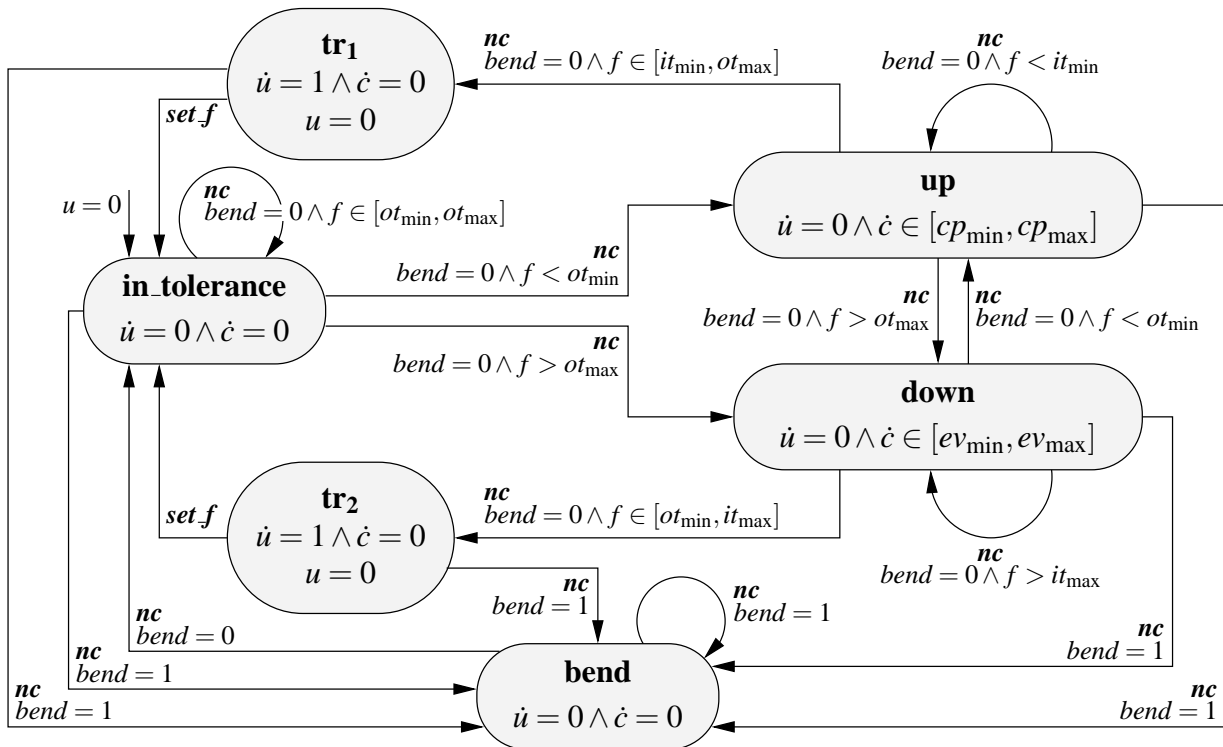 tr₁
u̇ = 1 ∧ ċ = 0
u = 0
nc
bend = 0 ∧ f ∈ [it_min, ot_max]
nc
bend = 0 ∧ f < it_min
set_f
up
u̇ = 0 ∧ ċ ∈ [cp_min, cp_max]
u = 0
nc
bend = 0 ∧ f ∈ [ot_min, ot_max]
in_tolerance
u̇ = 0 ∧ ċ = 0
nc
bend = 0 ∧ f < ot_min
nc
bend = 0 ∧ f > ot_max
nc
bend = 0 ∧ f < ot_min
nc
bend = 0 ∧ f > ot_max
down
u̇ = 0 ∧ ċ ∈ [ev_min, ev_max]
tr₂
u̇ = 1 ∧ ċ = 0
u = 0
set_f
nc
bend = 0 ∧ f ∈ [ot_min, it_max]
nc
bend = 0 ∧ f > it_max
nc
bend = 1
nc
bend = 1
nc
bend = 0
nc
bend = 1
nc
bend = 1
bend
u̇ = 0 ∧ ċ = 0
nc
bend = 1
nc
bend = 1